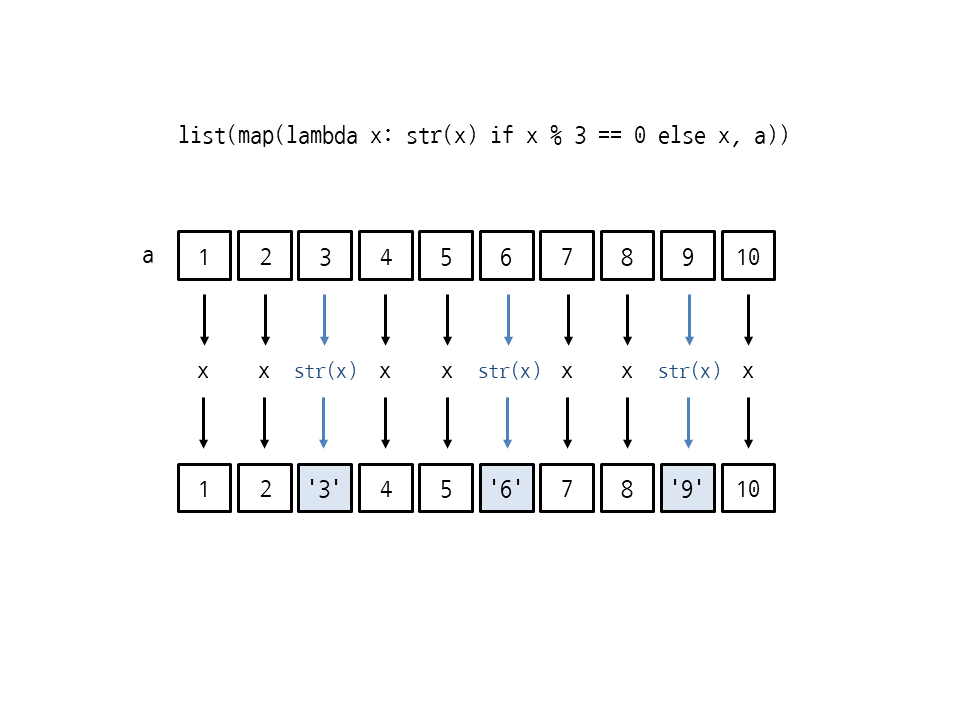 list(map(lambda x: str(x) if x % 3 == 0 else x, a))
a 1 2 3 4 5 6 7 8 9 10
x x str(x) x x str(x) x x str(x) x
1 2 '3' 4 5 '6' 7 8 '9' 10